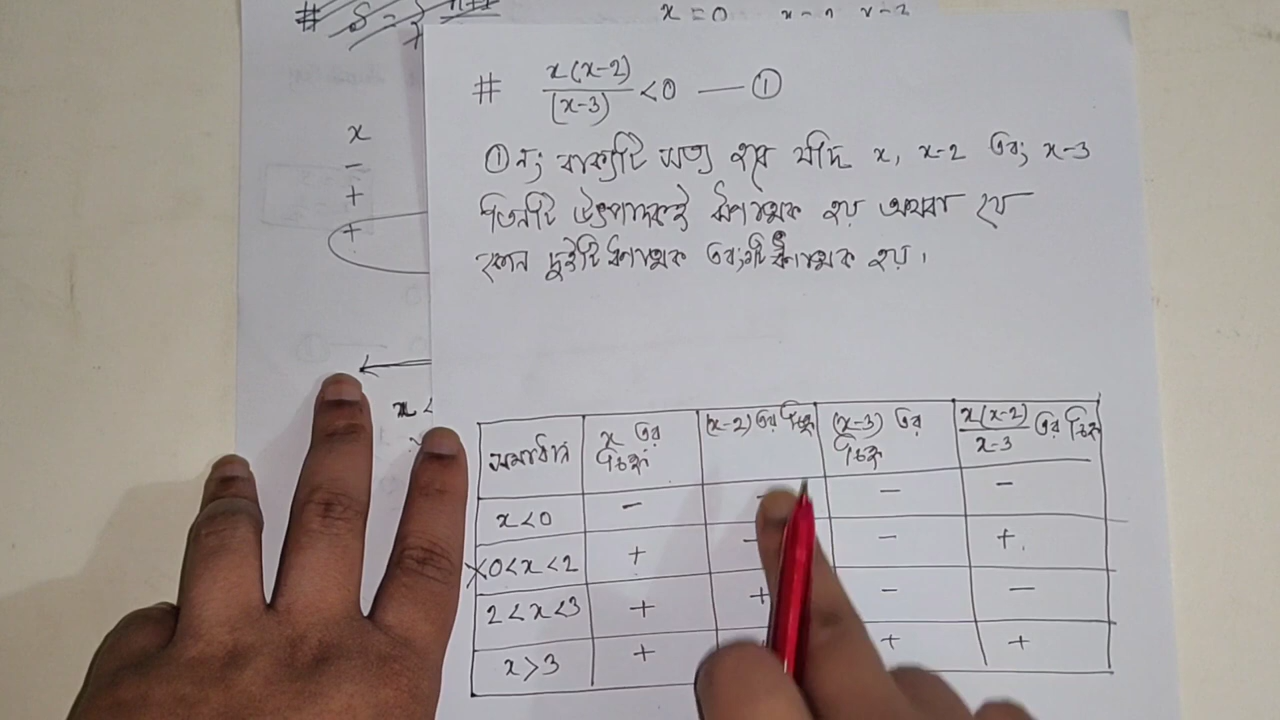 x = 0
x
−
+
+
x <
# x(x-2)/(x-3) < 0 — ①
① নং বাক্যটি সত্য হবে যদি x, x-2 এবং x-3
তিনটি উৎপাদকই ঋণাত্মক হয় অথবা যে
কোন দুইটি ধনাত্মক এবং ঋণাত্মক হয়।
ব্যবধি x এর চিহ্ন (x-2) এর চিহ্ন (x-3) এর চিহ্ন x(x-2)/x-3 এর চিহ্ন
x<0 − − − −
0<x<2 + − − +
2<x<3 + + − −
x>3 + + +